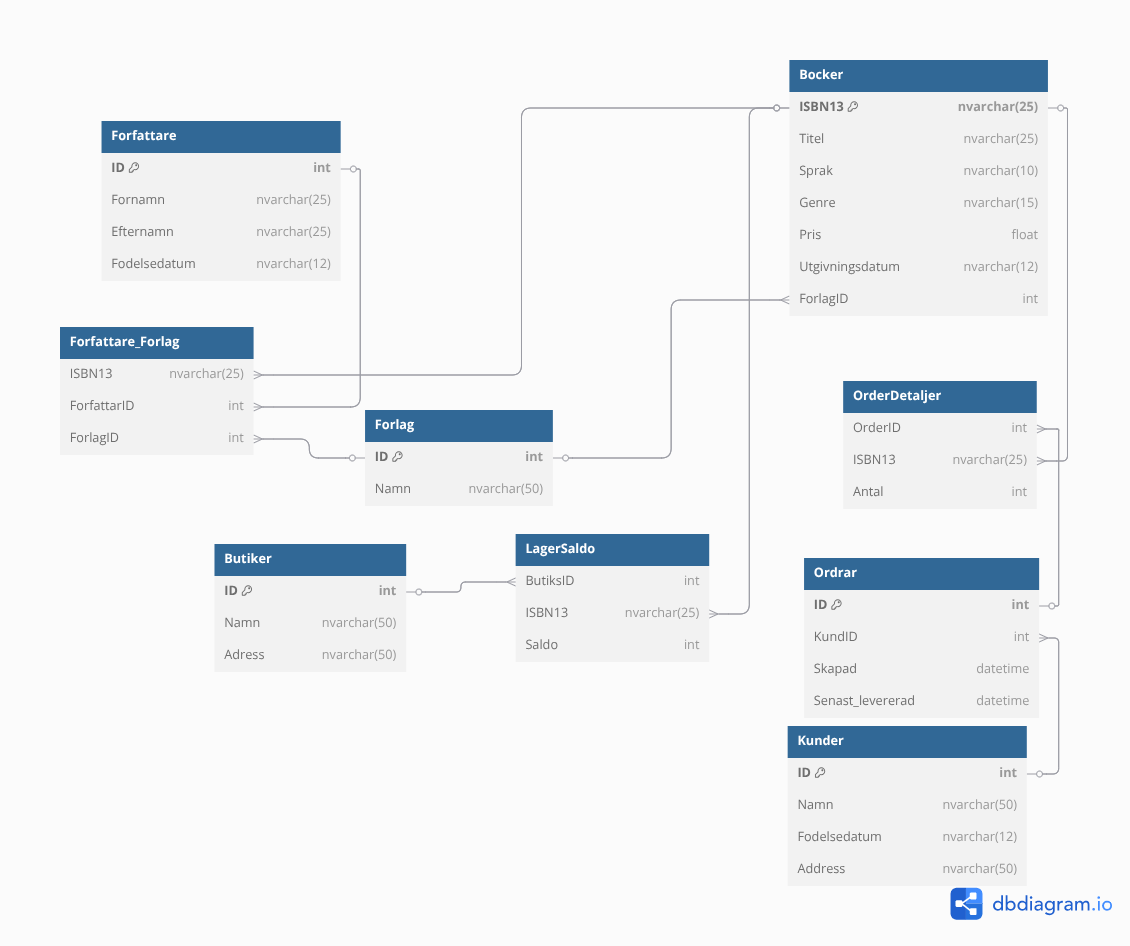 Bocker
ISBN13 nvarchar(25)
Titel nvarchar(25)
Sprak nvarchar(10)
Genre nvarchar(15)
Pris float
Utgivningsdatum nvarchar(12)
ForlagID int
Forfattare
ID int
Fornamn nvarchar(25)
Efternamn nvarchar(25)
Fodelsedatum nvarchar(12)
Forfattare_Forlag
ISBN13 nvarchar(25)
ForfattarID int
ForlagID int
Forlag
ID int
Namn nvarchar(50)
OrderDetaljer
OrderID int
ISBN13 nvarchar(25)
Antal int
Butiker
ID int
Namn nvarchar(50)
Adress nvarchar(50)
LagerSaldo
ButiksID int
ISBN13 nvarchar(25)
Saldo int
Ordrar
ID int
KundID int
Skapad datetime
Senast_levererad datetime
Kunder
ID int
Namn nvarchar(50)
Fodelsedatum nvarchar(12)
Address nvarchar(50)
dbdiagram.io